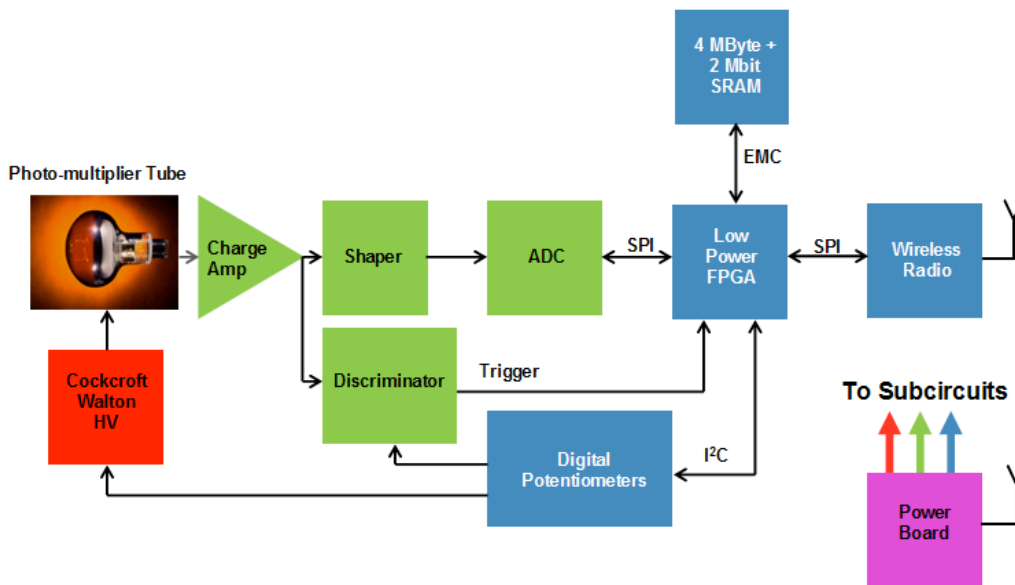 4 MByte +
2 Mbit
SRAM
EMC
Photo-multiplier Tube
Charge
Amp
Shaper
ADC
SPI
Low
Power
FPGA
SPI
Wireless
Radio
Cockcroft
Walton
HV
Discriminator
Trigger
To Subcircuits
Digital
Potentiometers
I²C
Power
Board